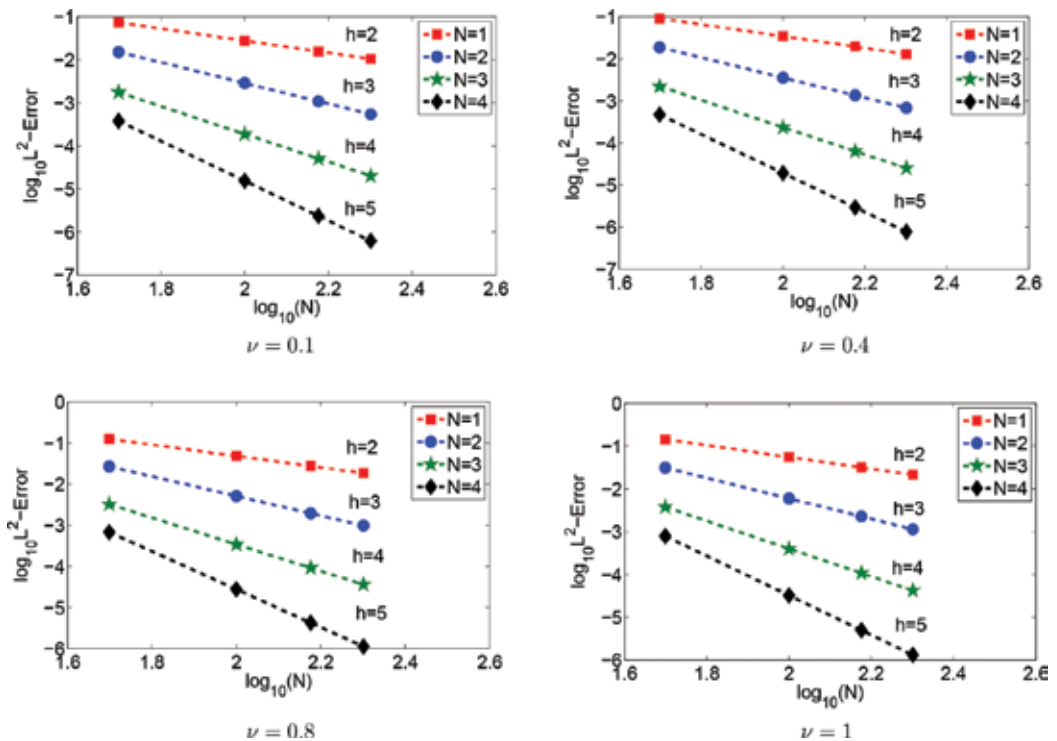 −1
−2
−3
−4
−5
−6
−7
1.6
1.8
2
2.2
2.4
2.6
log10L2−Error
log10(N)
h=2
h=3
h=4
h=5
N=1
N=2
N=3
N=4
ν = 0.1
−1
−2
−3
−4
−5
−6
−7
1.6
1.8
2
2.2
2.4
2.6
log10L2−Error
log10(N)
h=2
h=3
h=4
h=5
N=1
N=2
N=3
N=4
ν = 0.4
0
−1
−2
−3
−4
−5
−6
1.6
1.8
2
2.2
2.4
2.6
log10L2−Error
log10(N)
h=2
h=3
h=4
h=5
N=1
N=2
N=3
N=4
ν = 0.8
0
−1
−2
−3
−4
−5
−6
1.6
1.8
2
2.2
2.4
2.6
log10L2−Error
log10(N)
h=2
h=3
h=4
h=5
N=1
N=2
N=3
N=4
ν = 1